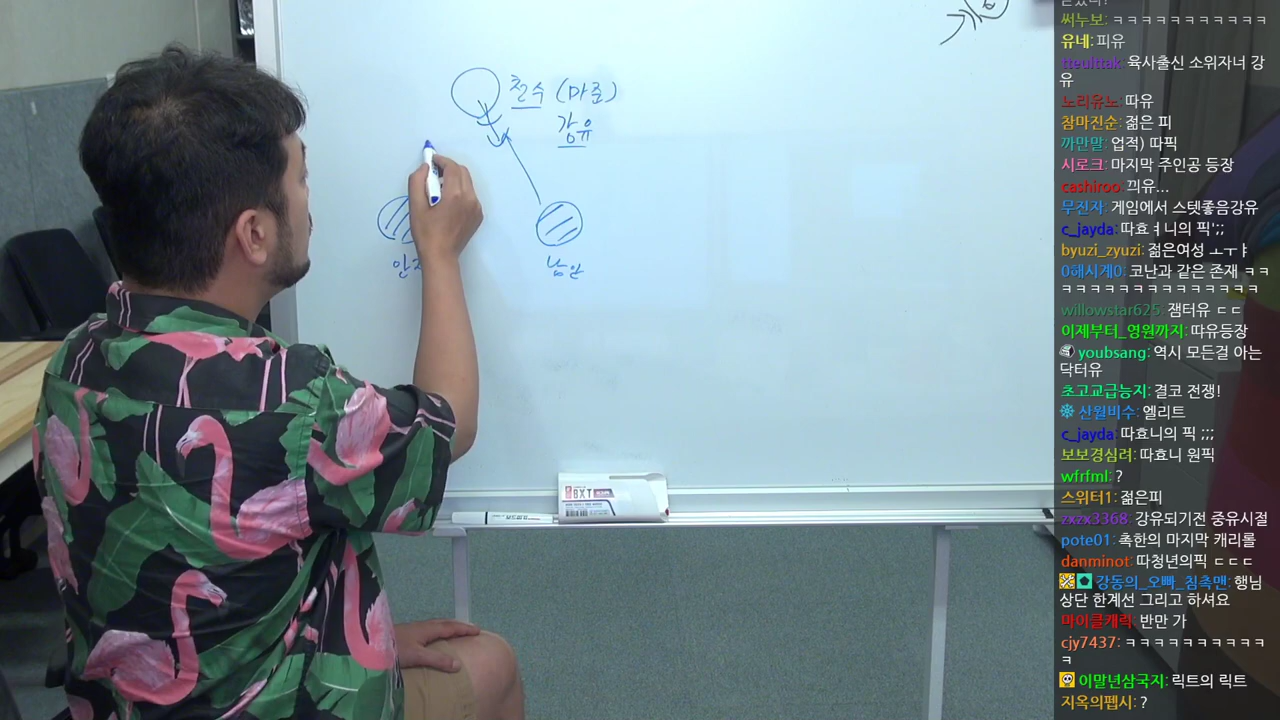 천수 (마준)
강유
안
남안
BXT
써누보: ㅋㅋㅋㅋㅋㅋㅋㅋㅋㅋㅋ
유네: 피유
tteulttak: 육사출신 소위자너 강
유
노리유노: 따유
참마진순: 젊은 피
까만말: 업적) 따픽
시로크: 마지막 주인공 등장
cashiroo: 끠유...
무진자: 게임에서 스텟좋음강유
c_jayda: 따효ㅕ니의 픽';;
byuzi_zyuzi: 젊은여성 ㅗㅜㅑ
0해시계0: 코난과 같은 존재 ㅋㅋ
ㅋㅋㅋㅋㅋㅋㅋㅋㅋㅋㅋㅋㅋ
willowstar625: 잼터유 ㄷㄷ
이제부터_영원까지: 따유등장
youbsang: 역시 모든걸 아는
닥터유
초고교급능지: 결코 전쟁!
산월비수: 엘리트
c_jayda: 따효니의 픽 ;;;
보보경심려: 따효니 원픽
wfrfml: ?
스위터1: 젊은피
zxzx3368: 강유되기전 중유시절
pote01: 촉한의 마지막 캐리롤
danminot: 따청년의픽 ㄷㄷㄷ
강동의_오빠_침촉맨: 행님
상단 한계선 그리고 하셔요
마이클캐릭: 반만 가
cjy7437: ㅋㅋㅋㅋㅋㅋㅋㅋㅋㅋ
ㅋ
이말년삼국지: 릭트의 릭트
지옥의펩시: ?